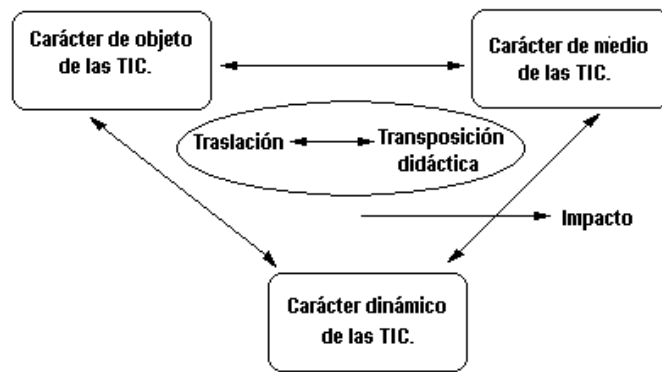 Carácter de objeto
de las TIC.
Carácter de medio
de las TIC.
Traslación
Transposición
didáctica
Impacto
Carácter dinámico
de las TIC.